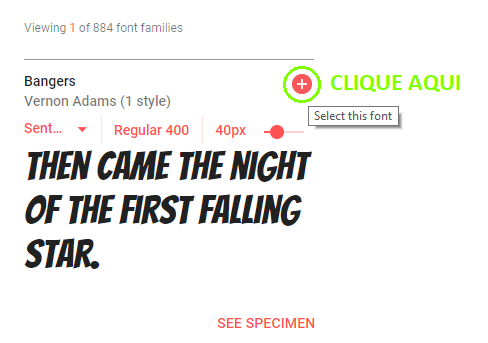 Viewing 1 of 884 font families
Bangers
Vernon Adams (1 style)
CLIQUE AQUI
Select this font
Sent... Regular 400 40px
THEN CAME THE NIGHT
OF THE FIRST FALLING
STAR.
SEE SPECIMEN